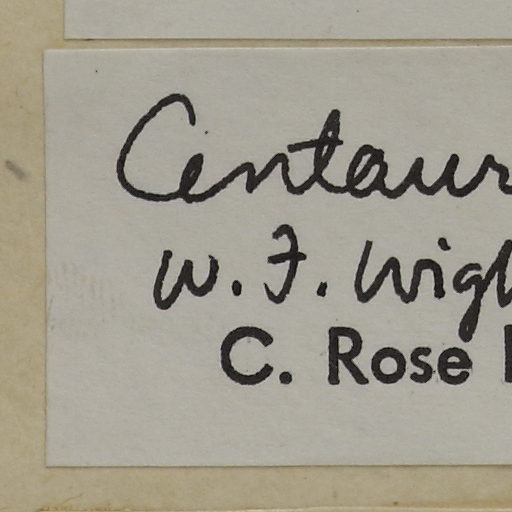 Centaur
W. F. Wigh
C. Rose